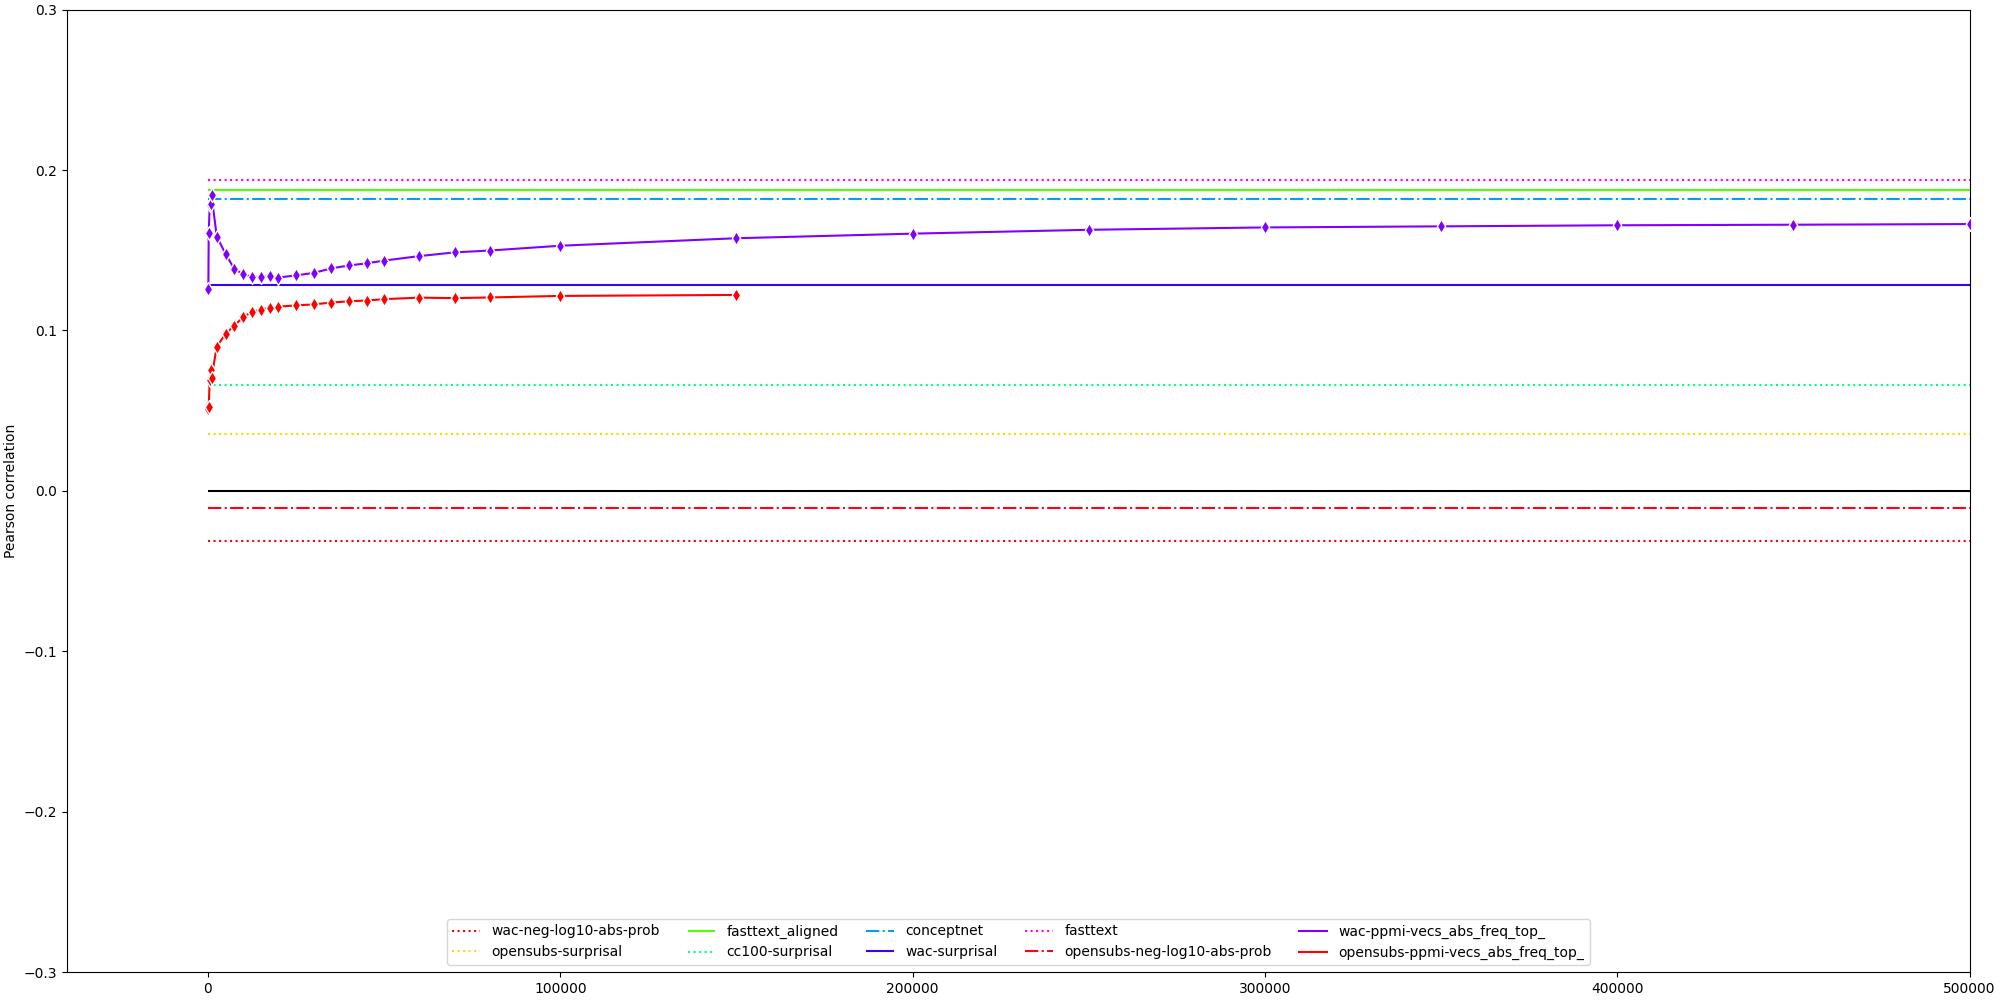 0.3
0.2
0.1
0.0
−0.1
−0.2
−0.3
Pearson correlation
wac-neg-log10-abs-prob fasttext_aligned conceptnet fasttext wac-ppmi-vecs_abs_freq_top_
opensubs-surprisal cc100-surprisal wac-surprisal opensubs-neg-log10-abs-prob opensubs-ppmi-vecs_abs_freq_top_
0 100000 200000 300000 400000 500000